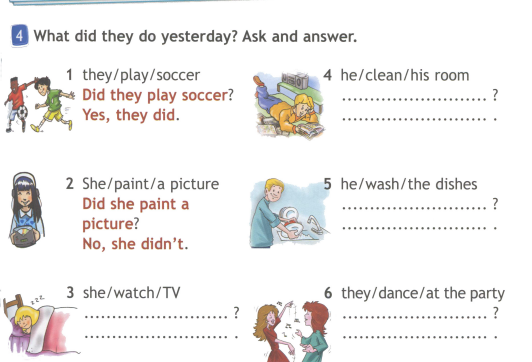 4 What did they do yesterday? Ask and answer.
1 they/play/soccer
Did they play soccer?
Yes, they did.
2 She/paint/a picture
Did she paint a
picture?
No, she didn't.
3 she/watch/TV
.............................. ?
.............................. .
4 he/clean/his room
.............................. ?
.............................. .
5 he/wash/the dishes
.............................. ?
.............................. .
6 they/dance/at the party
.............................. ?
.............................. .
zzz